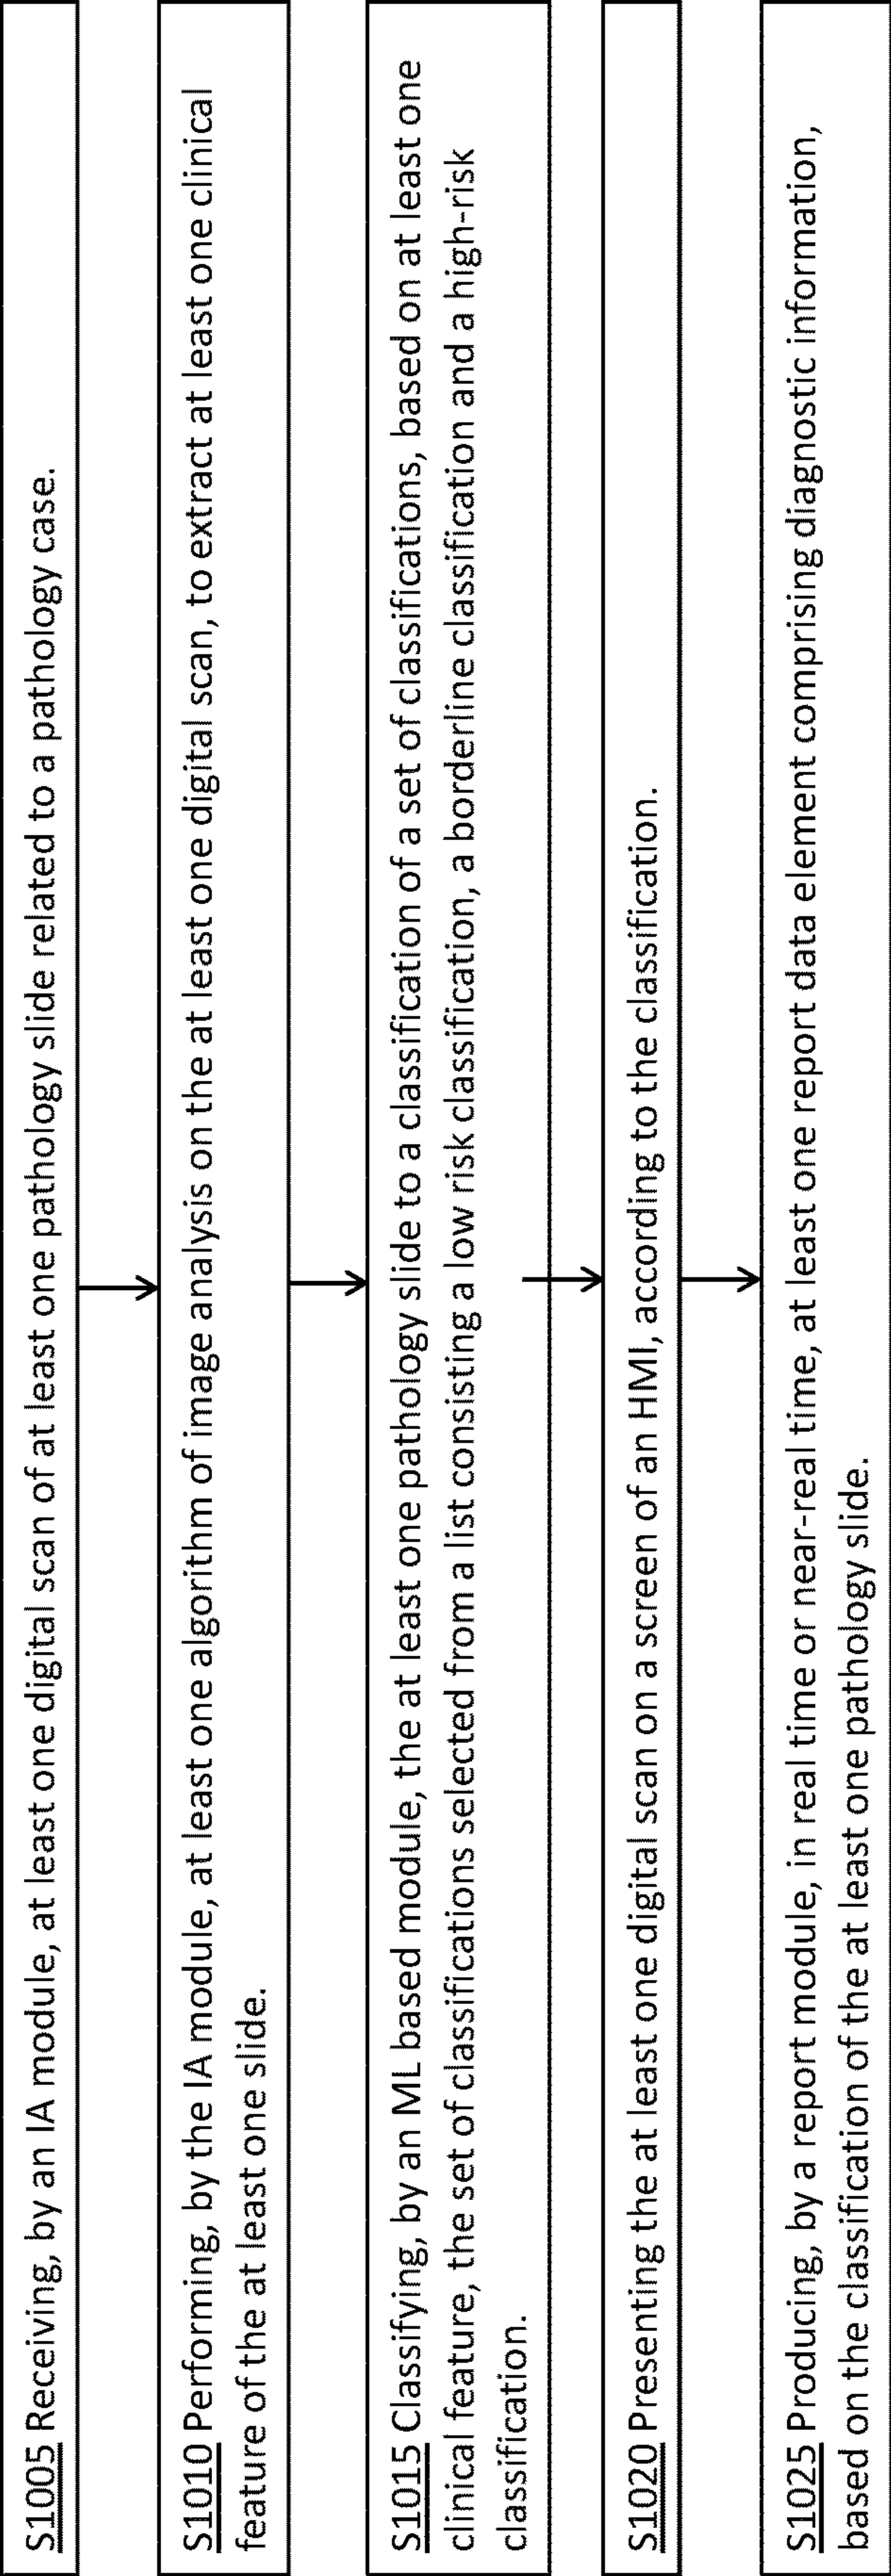 S1005 Receiving, by an IA module, at least one digital scan of at least one pathology slide related to a pathology case.
S1010 Performing, by the IA module, at least one algorithm of image analysis on the at least one digital scan, to extract at least one clinical
feature of the at least one slide.
S1015 Classifying, by an ML based module, the at least one pathology slide to a classification of a set of classifications, based on at least one
clinical feature, the set of classifications selected from a list consisting a low risk classification, a borderline classification and a high-risk
classification.
S1020 Presenting the at least one digital scan on a screen of an HMI, according to the classification.
S1025 Producing, by a report module, in real time or near-real time, at least one report data element comprising diagnostic information,
based on the classification of the at least one pathology slide.